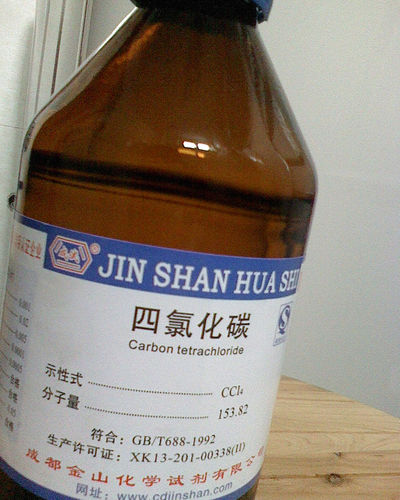 JIN SHAN HUA SHI
四氯化碳
Carbon tetrachloride
示性式 CCl₄
分子量 153.82
符合：GB/T688-1992
生产许可证：XK13-201-00338(II)
成都金山化学试剂有限公
网址：www.cdjinshan.com